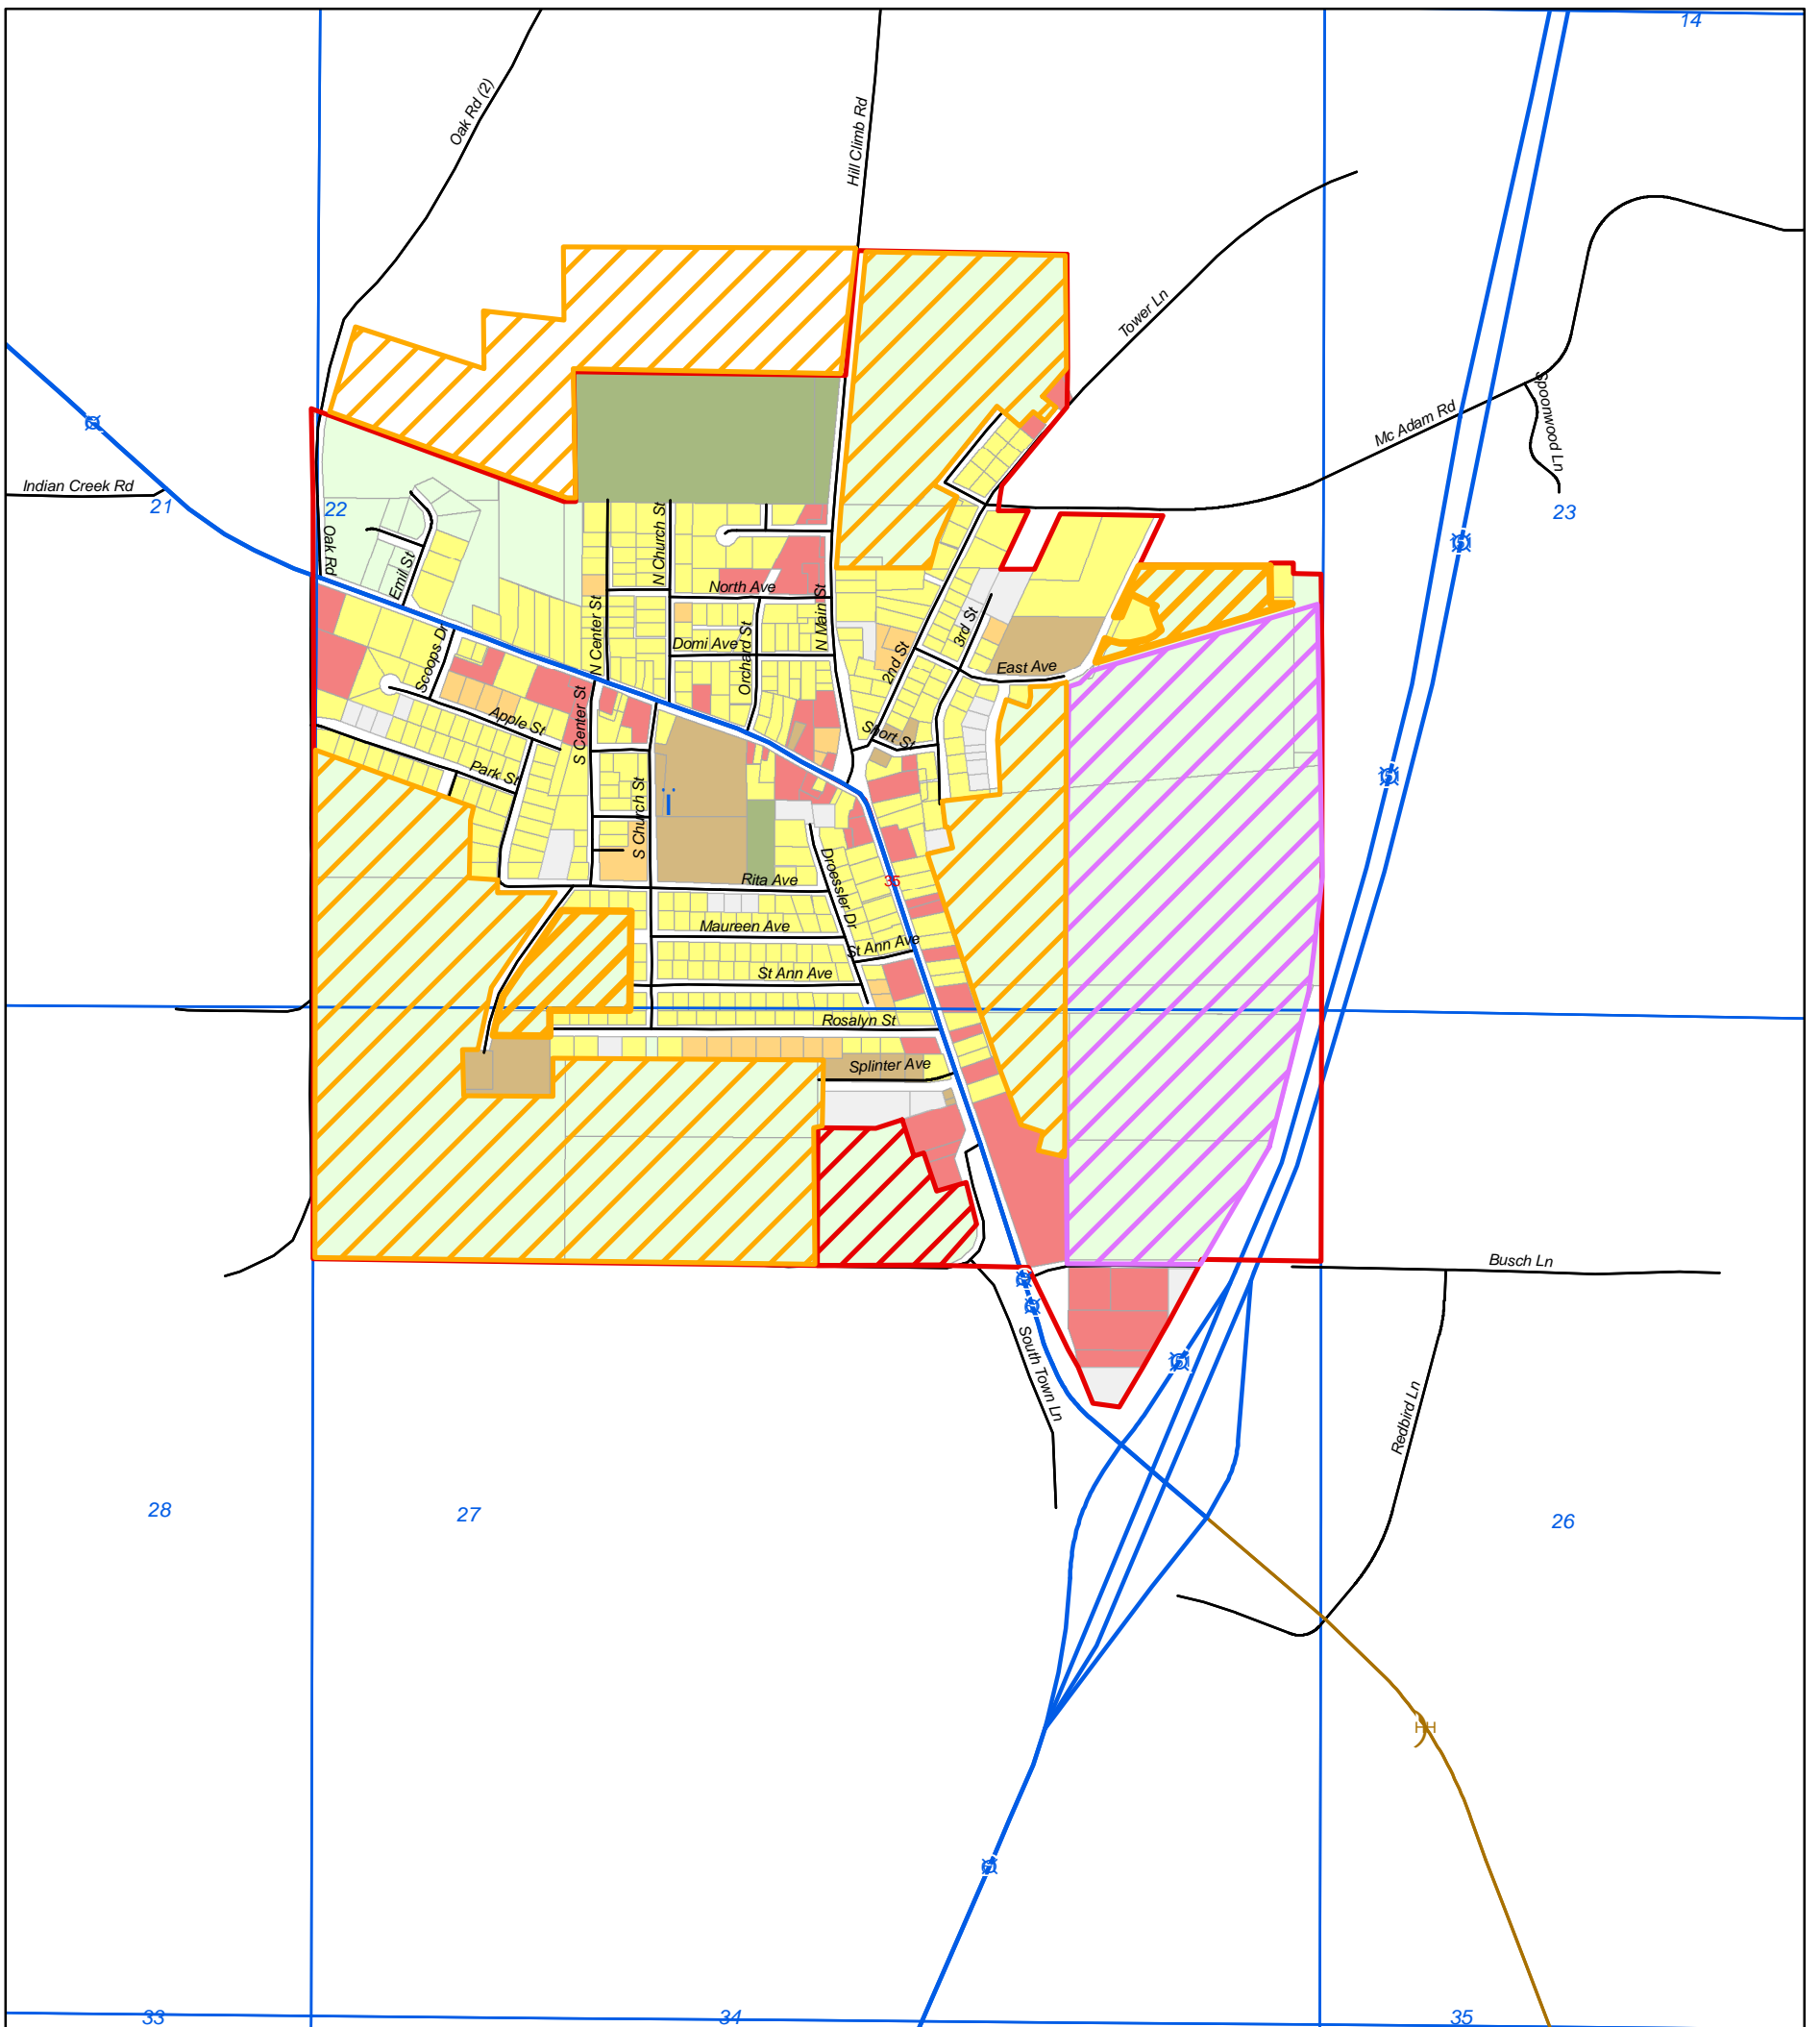 14
Oak Rd (2)
Hill Climb Rd
Tower Ln
Mc Adam Rd
Spoonwood Ln
Indian Creek Rd
21
22
23
Oak Rd
Emil St
N Church St
North Ave
N Center St
Domi Ave
Orchard St
N Main St
2nd St
3rd St
East Ave
Scoops Dr
Apple St
S Center St
Short St
Park St
S Church St
Droessler Dr
Rita Ave
35
Maureen Ave
St Ann Ave
St Ann Ave
Rosalyn St
Splinter Ave
Busch Ln
South Town Ln
Redbird Ln
28
27
26
HH
33
34
35